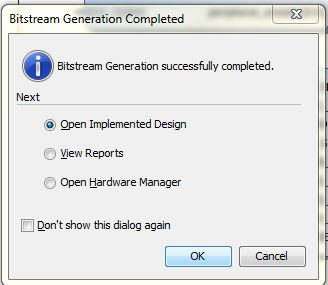 Bitstream Generation Completed
Bitstream Generation successfully completed.
Next
Open Implemented Design
View Reports
Open Hardware Manager
Don't show this dialog again
OK
Cancel